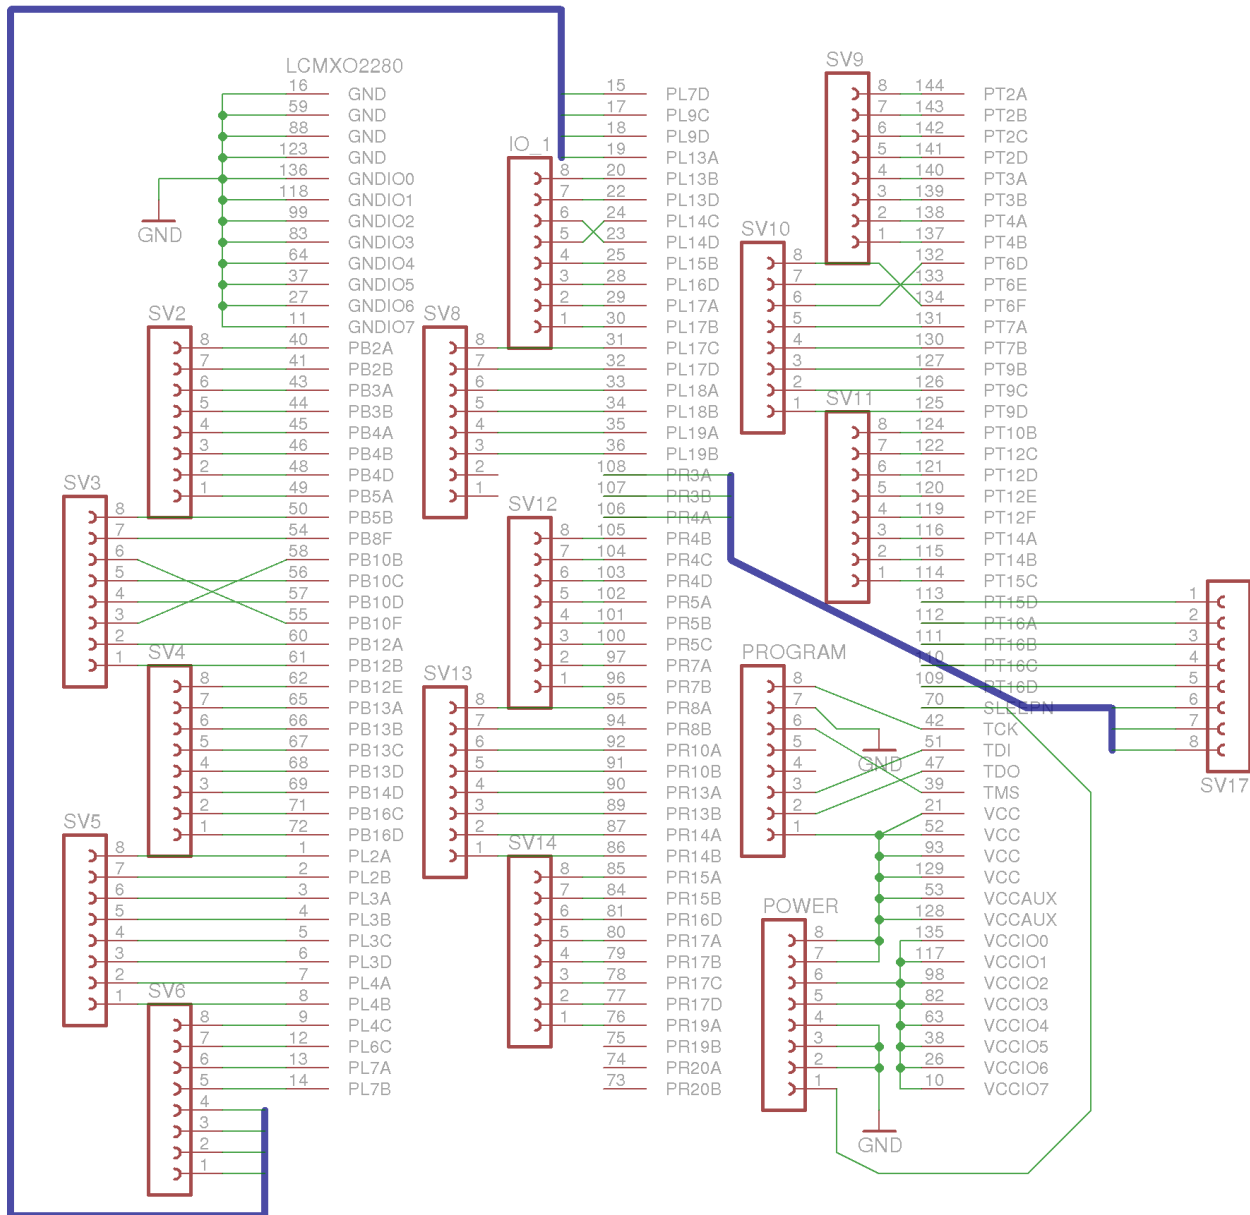 LCMXO2280
16 GND
59 GND
88 GND
123 GND
136 GNDIO0
118 GNDIO1
99 GNDIO2
83 GNDIO3
64 GNDIO4
37 GNDIO5
27 GNDIO6
11 GNDIO7
GND
SV2
8 40 PB2A
7 41 PB2B
6 43 PB3A
5 44 PB3B
4 45 PB4A
3 46 PB4B
2 48 PB4D
1 49 PB5A
SV3
8 50 PB5B
7 54 PB8F
6 58 PB10B
5 56 PB10C
4 57 PB10D
3 55 PB10F
2 60 PB12A
1 61 PB12B
SV4
8 62 PB12E
7 65 PB13A
6 66 PB13B
5 67 PB13C
4 68 PB13D
3 69 PB14D
2 71 PB16C
1 72 PB16D
SV5
8 1 PL2A
7 2 PL2B
6 3 PL3A
5 4 PL3B
4 5 PL3C
3 6 PL3D
2 7 PL4A
1 8 PL4B
SV6
8 9 PL4C
7 12 PL6C
6 13 PL7A
5 14 PL7B
4
3
2
1
15 PL7D
17 PL9C
18 PL9D
19 PL13A
IO_1
8 20 PL13B
7 22 PL13D
6 24 PL14C
5 23 PL14D
4 25 PL15B
3 28 PL16D
2 29 PL17A
1 30 PL17B
SV8
8 31 PL17C
7 32 PL17D
6 33 PL18A
5 34 PL18B
4 35 PL19A
3 36 PL19B
2
1
108 PR3A
107 PR3B
106 PR4A
SV12
8 105 PR4B
7 104 PR4C
6 103 PR4D
5 102 PR5A
4 101 PR5B
3 100 PR5C
2 97 PR7A
1 96 PR7B
SV13
8 95 PR8A
7 94 PR8B
6 92 PR10A
5 91 PR10B
4 90 PR13A
3 89 PR13B
2 87 PR14A
1 86 PR14B
SV14
8 85 PR15A
7 84 PR15B
6 81 PR16D
5 80 PR17A
4 79 PR17B
3 78 PR17C
2 77 PR17D
1 76 PR19A
75 PR19B
74 PR20A
73 PR20B
SV9
8 144 PT2A
7 143 PT2B
6 142 PT2C
5 141 PT2D
4 140 PT3A
3 139 PT3B
2 138 PT4A
1 137 PT4B
SV10
8 132 PT6D
7 133 PT6E
6 134 PT6F
5 131 PT7A
4 130 PT7B
3 127 PT9B
2 126 PT9C
1 125 PT9D
SV11
8 124 PT10B
7 122 PT12C
6 121 PT12D
5 120 PT12E
4 119 PT12F
3 116 PT14A
2 115 PT14B
1 114 PT15C
113 PT15D 1
112 PT16A 2
111 PT16B 3
110 PT16C 4
109 PT16D 5
70 SLEEPN 6
7
8
SV17
PROGRAM
8
7 42 TCK
6 51 TDI
5 47 TDO
4 39 TMS
3 21 VCC
2 52 VCC
1 93 VCC
GND
129 VCC
53 VCCAUX
128 VCCAUX
POWER
8 135 VCCIO0
7 117 VCCIO1
6 98 VCCIO2
5 82 VCCIO3
4 63 VCCIO4
3 38 VCCIO5
2 26 VCCIO6
1 10 VCCIO7
GND